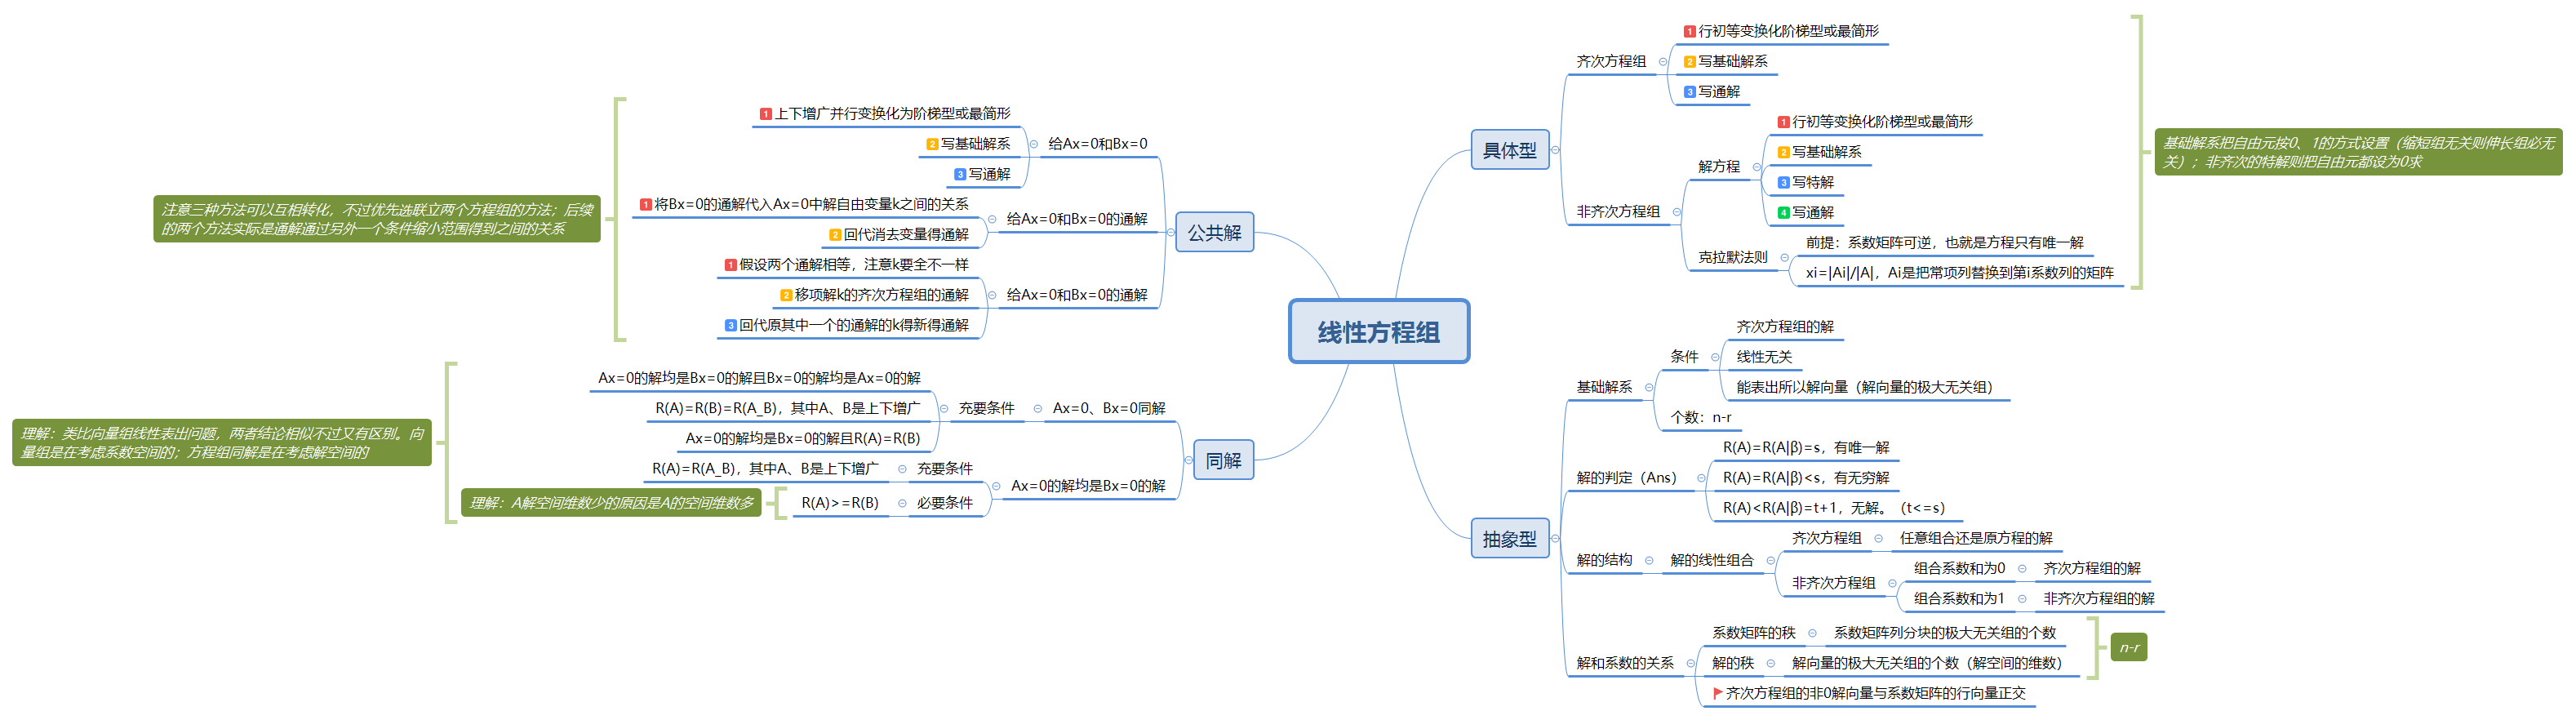 线性方程组
具体型
齐次方程组
1 行初等变换化阶梯型或最简形
2 写基础解系
3 写通解
非齐次方程组
解方程
1 行初等变换化阶梯型或最简形
2 写基础解系
3 写特解
4 写通解
克拉默法则
前提：系数矩阵可逆，也就是方程只有唯一解
xi=|Ai|/|A|，Ai是把常项列替换到第i系数列的矩阵
基础解系把自由元按0、1的方式设置（缩短组无关则伸长组必无
关）；非齐次的特解则把自由元都设为0求
抽象型
基础解系
条件
齐次方程组的解
线性无关
能表出所以解向量（解向量的极大无关组）
个数：n-r
解的判定（Ans）
R(A)=R(A|β)=s，有唯一解
R(A)=R(A|β)<s，有无穷解
R(A)<R(A|β)=t+1，无解。（t<=s）
解的结构
解的线性组合
齐次方程组
任意组合还是原方程的解
非齐次方程组
组合系数和为0
齐次方程组的解
组合系数和为1
非齐次方程组的解
解和系数的关系
系数矩阵的秩
系数矩阵列分块的极大无关组的个数
解的秩
解向量的极大无关组的个数（解空间的维数）
n-r
齐次方程组的非0解向量与系数矩阵的行向量正交
公共解
给Ax=0和Bx=0
1 上下增广并行变换化为阶梯型或最简形
2 写基础解系
3 写通解
给Ax=0和Bx=0的通解
1 将Bx=0的通解代入Ax=0中解自由变量k之间的关系
2 回代消去变量得通解
给Ax=0和Bx=0的通解
1 假设两个通解相等，注意k要全不一样
2 移项解k的齐次方程组的通解
3 回代原其中一个的通解的k得新得通解
注意三种方法可以互相转化，不过优先选联立两个方程组的方法；后续
的两个方法实际是通解通过另外一个条件缩小范围得到之间的关系
同解
Ax=0、Bx=0同解
充要条件
Ax=0的解均是Bx=0的解且Bx=0的解均是Ax=0的解
R(A)=R(B)=R(A_B)，其中A、B是上下增广
Ax=0的解均是Bx=0的解且R(A)=R(B)
Ax=0的解均是Bx=0的解
充要条件
R(A)=R(A_B)，其中A、B是上下增广
必要条件
R(A)>=R(B)
理解：A解空间维数少的原因是A的空间维数多
理解：类比向量组线性表出问题，两者结论相似不过又有区别。向
量组是在考虑系数空间的；方程组同解是在考虑解空间的